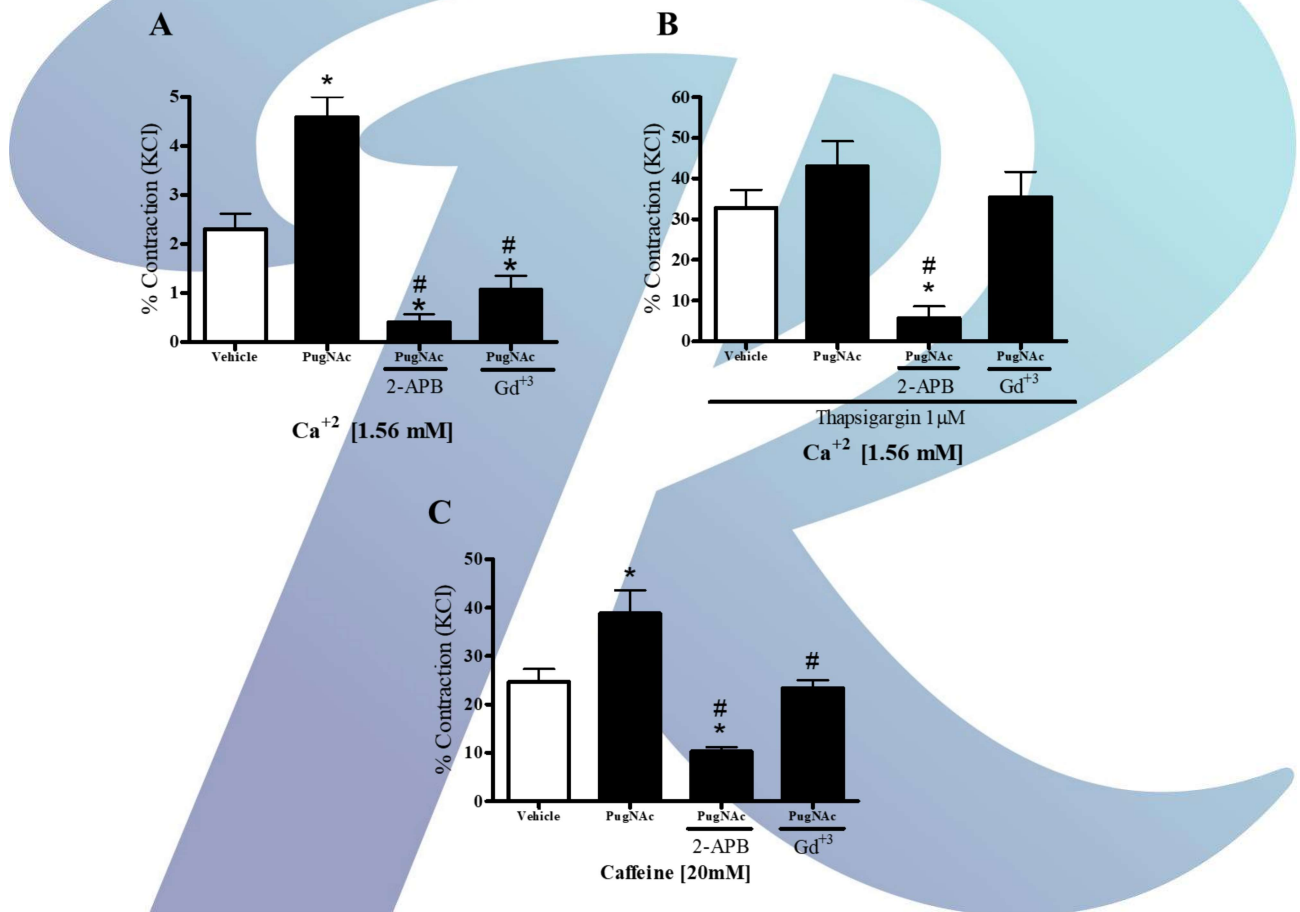 A
% Contraction (KCl)
5
4
3
2
1
0
*
#
*
#
*
Vehicle
PugNAc
PugNAc
PugNAc
2-APB
Gd+3
Ca+2 [1.56 mM]
B
% Contraction (KCl)
60
50
40
30
20
10
0
#
*
Vehicle
PugNAc
PugNAc
PugNAc
2-APB
Gd+3
Thapsigargin 1µM
Ca+2 [1.56 mM]
C
% Contraction (KCl)
50
40
30
20
10
0
*
#
*
#
Vehicle
PugNAc
PugNAc
PugNAc
2-APB
Gd+3
Caffeine [20mM]